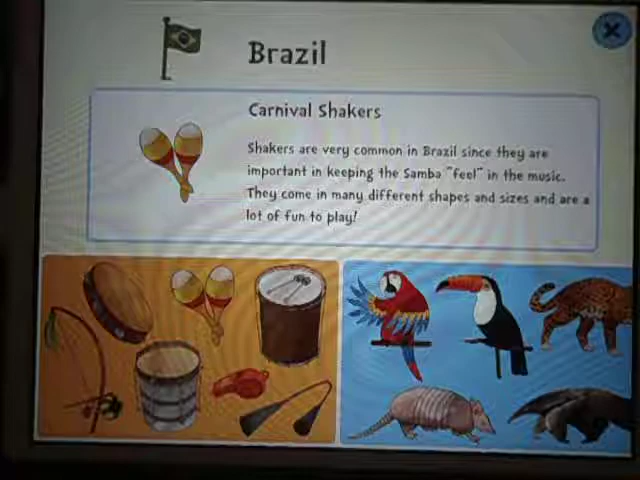 Brazil
Carnival Shakers
Shakers are very common in Brazil since they are
important in keeping the Samba "feel" in the music.
They come in many different shapes and sizes and are a
lot of fun to play!